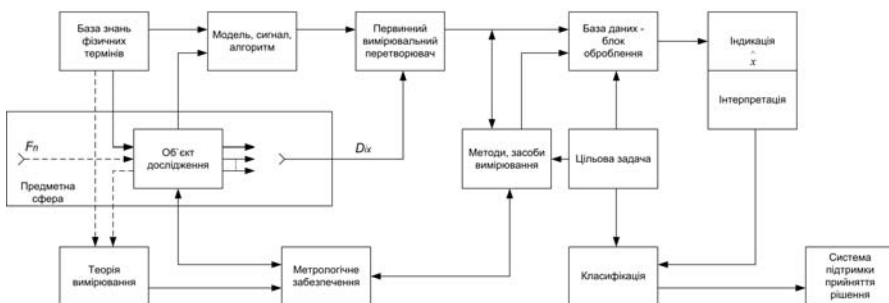 База знань
фізичних
термінів
Модель, сигнал,
алгоритм
Первинний
вимірювальний
перетворювач
База даних -
блок
оброблення
Індикація
x̂
Інтерпретація
Fп
Об`єкт
дослідження
Dix
Методи, засоби
вимірювання
Цільова задача
Предметна
сфера
Теорія
вимірювання
Метрологічне
забезпечення
Класифікація
Система
підтримки
прийняття
рішення